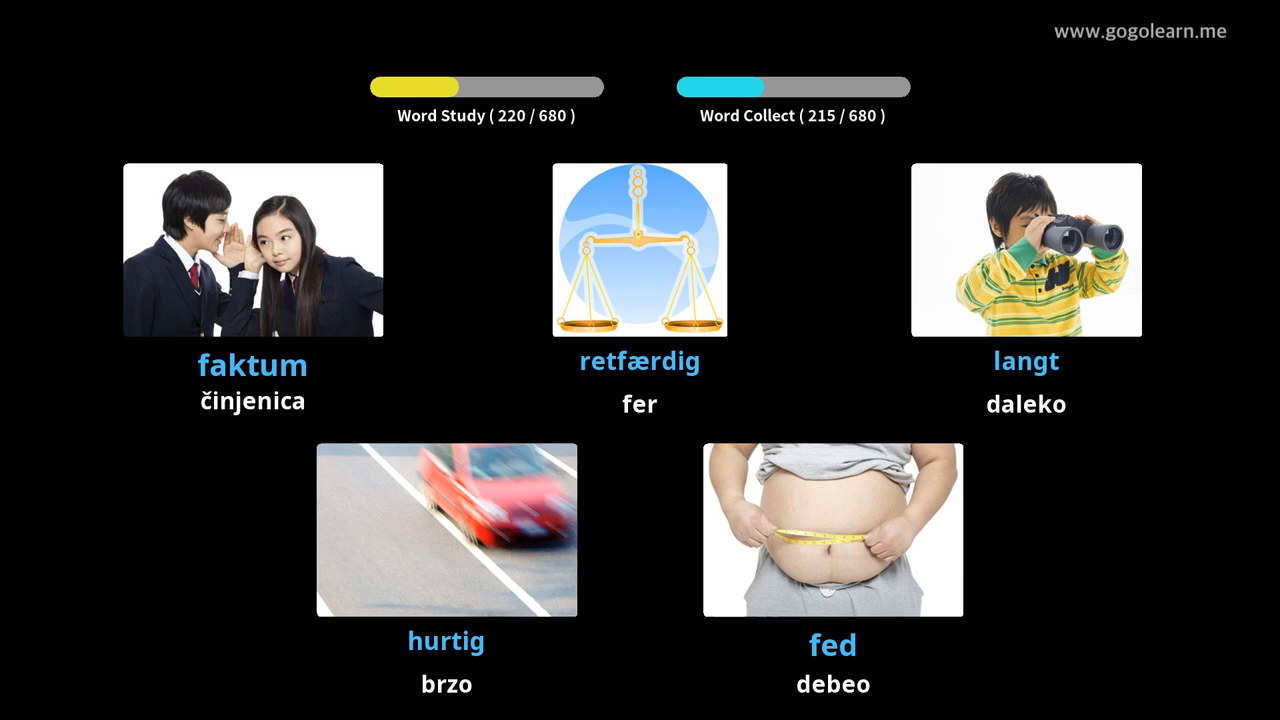 www.gogolearn.me
Word Study ( 220 / 680 )
Word Collect ( 215 / 680 )
faktum
činjenica
retfærdig
fer
langt
daleko
hurtig
brzo
fed
debeo